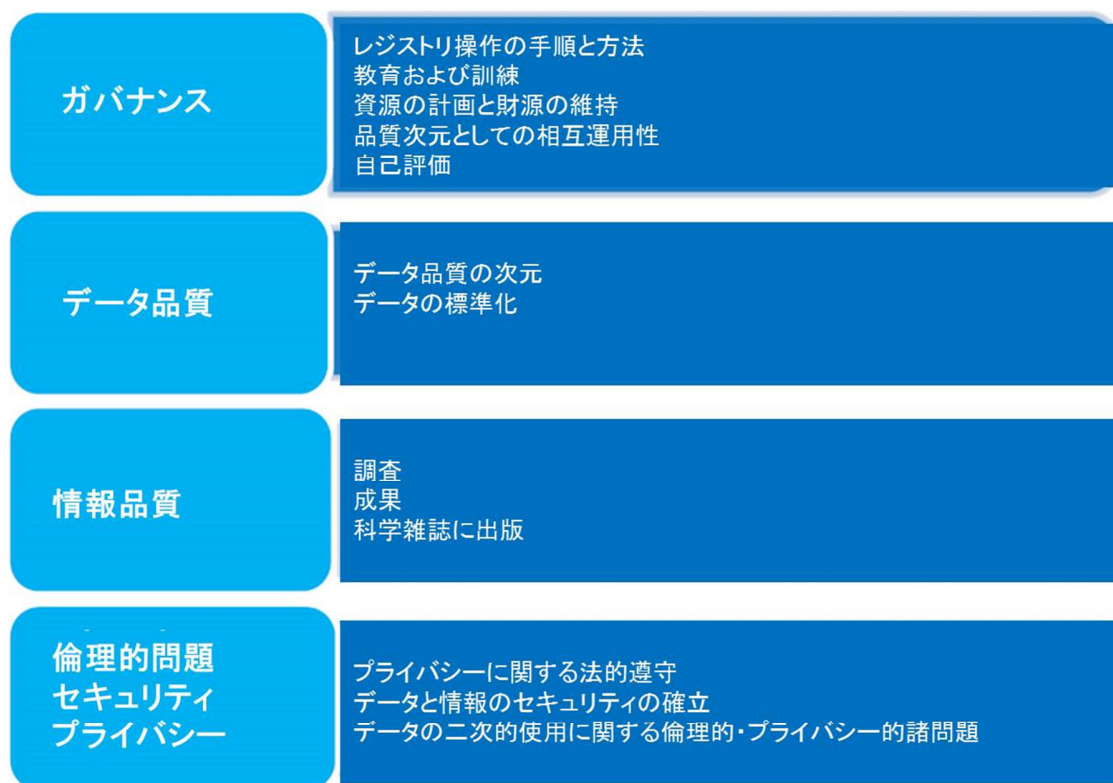 ガバナンス
レジストリ操作の手順と方法
教育および訓練
資源の計画と財源の維持
品質次元としての相互運用性
自己評価
データ品質
データ品質の次元
データの標準化
情報品質
調査
成果
科学雑誌に出版
倫理的問題
セキュリティ
プライバシー
プライバシーに関する法的遵守
データと情報のセキュリティの確立
データの二次的使用に関する倫理的・プライバシー的諸問題